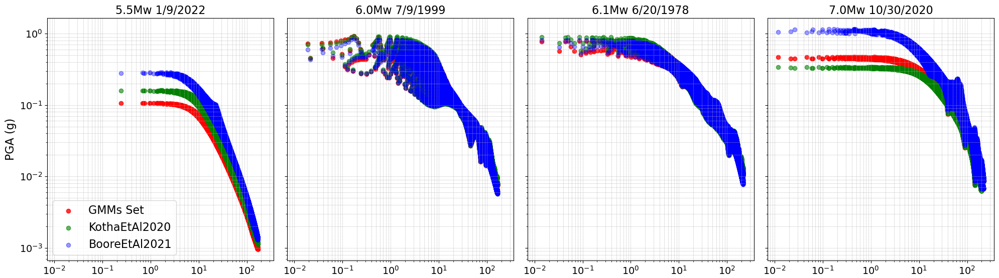 5.5Mw 1/9/2022
6.0Mw 7/9/1999
6.1Mw 6/20/1978
7.0Mw 10/30/2020
PGA (g)
10⁰
10⁻¹
10⁻²
10⁻³
GMMs Set
KothaEtAl2020
BooreEtAl2021
10⁻² 10⁻¹ 10⁰ 10¹ 10²
10⁻² 10⁻¹ 10⁰ 10¹ 10²
10⁻² 10⁻¹ 10⁰ 10¹ 10²
10⁻² 10⁻¹ 10⁰ 10¹ 10²